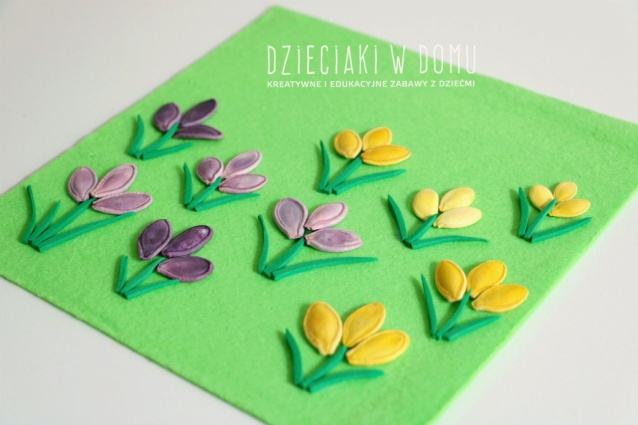 DZIECIAKI W DOMU
KREATYWNE I EDUKACYJNE ZABAWY Z DZIEĆMI